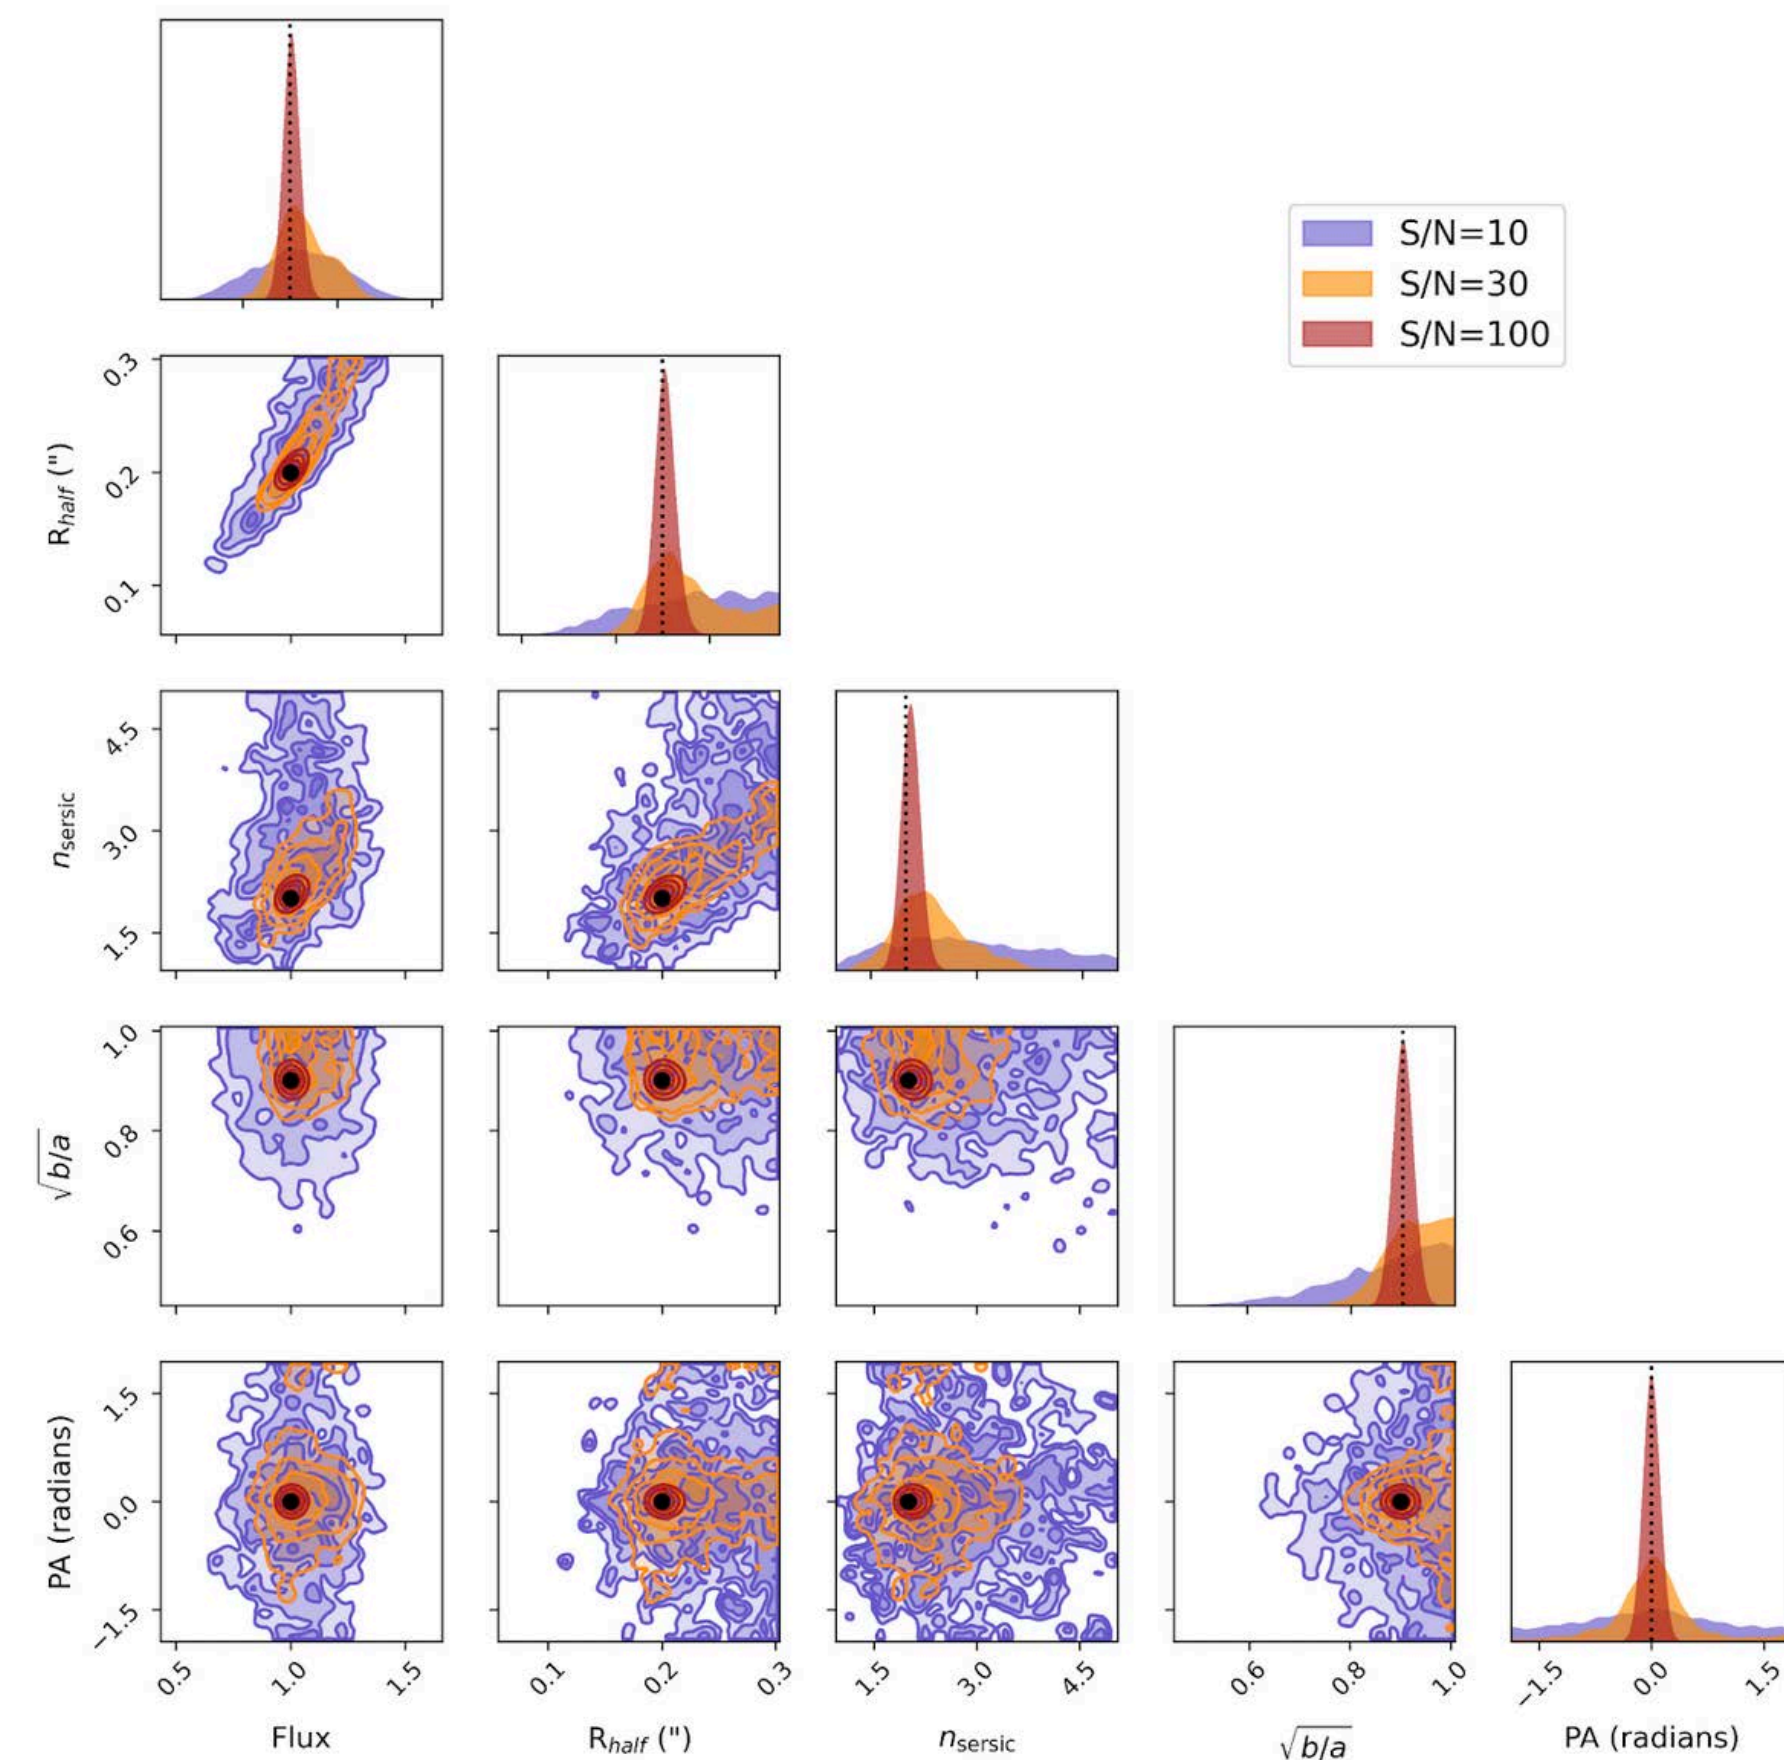 S/N=10
S/N=30
S/N=100
0.3
0.2
0.1
R_half (")
4.5
3.0
1.5
n_sersic
1.0
0.8
0.6
√b/a
1.5
0.0
−1.5
PA (radians)
0.5 1.0 1.5
0.1 0.2 0.3
1.5 3.0 4.5
0.6 0.8 1.0
−1.5 0.0 1.5
Flux
R_half (")
n_sersic
√b/a
PA (radians)